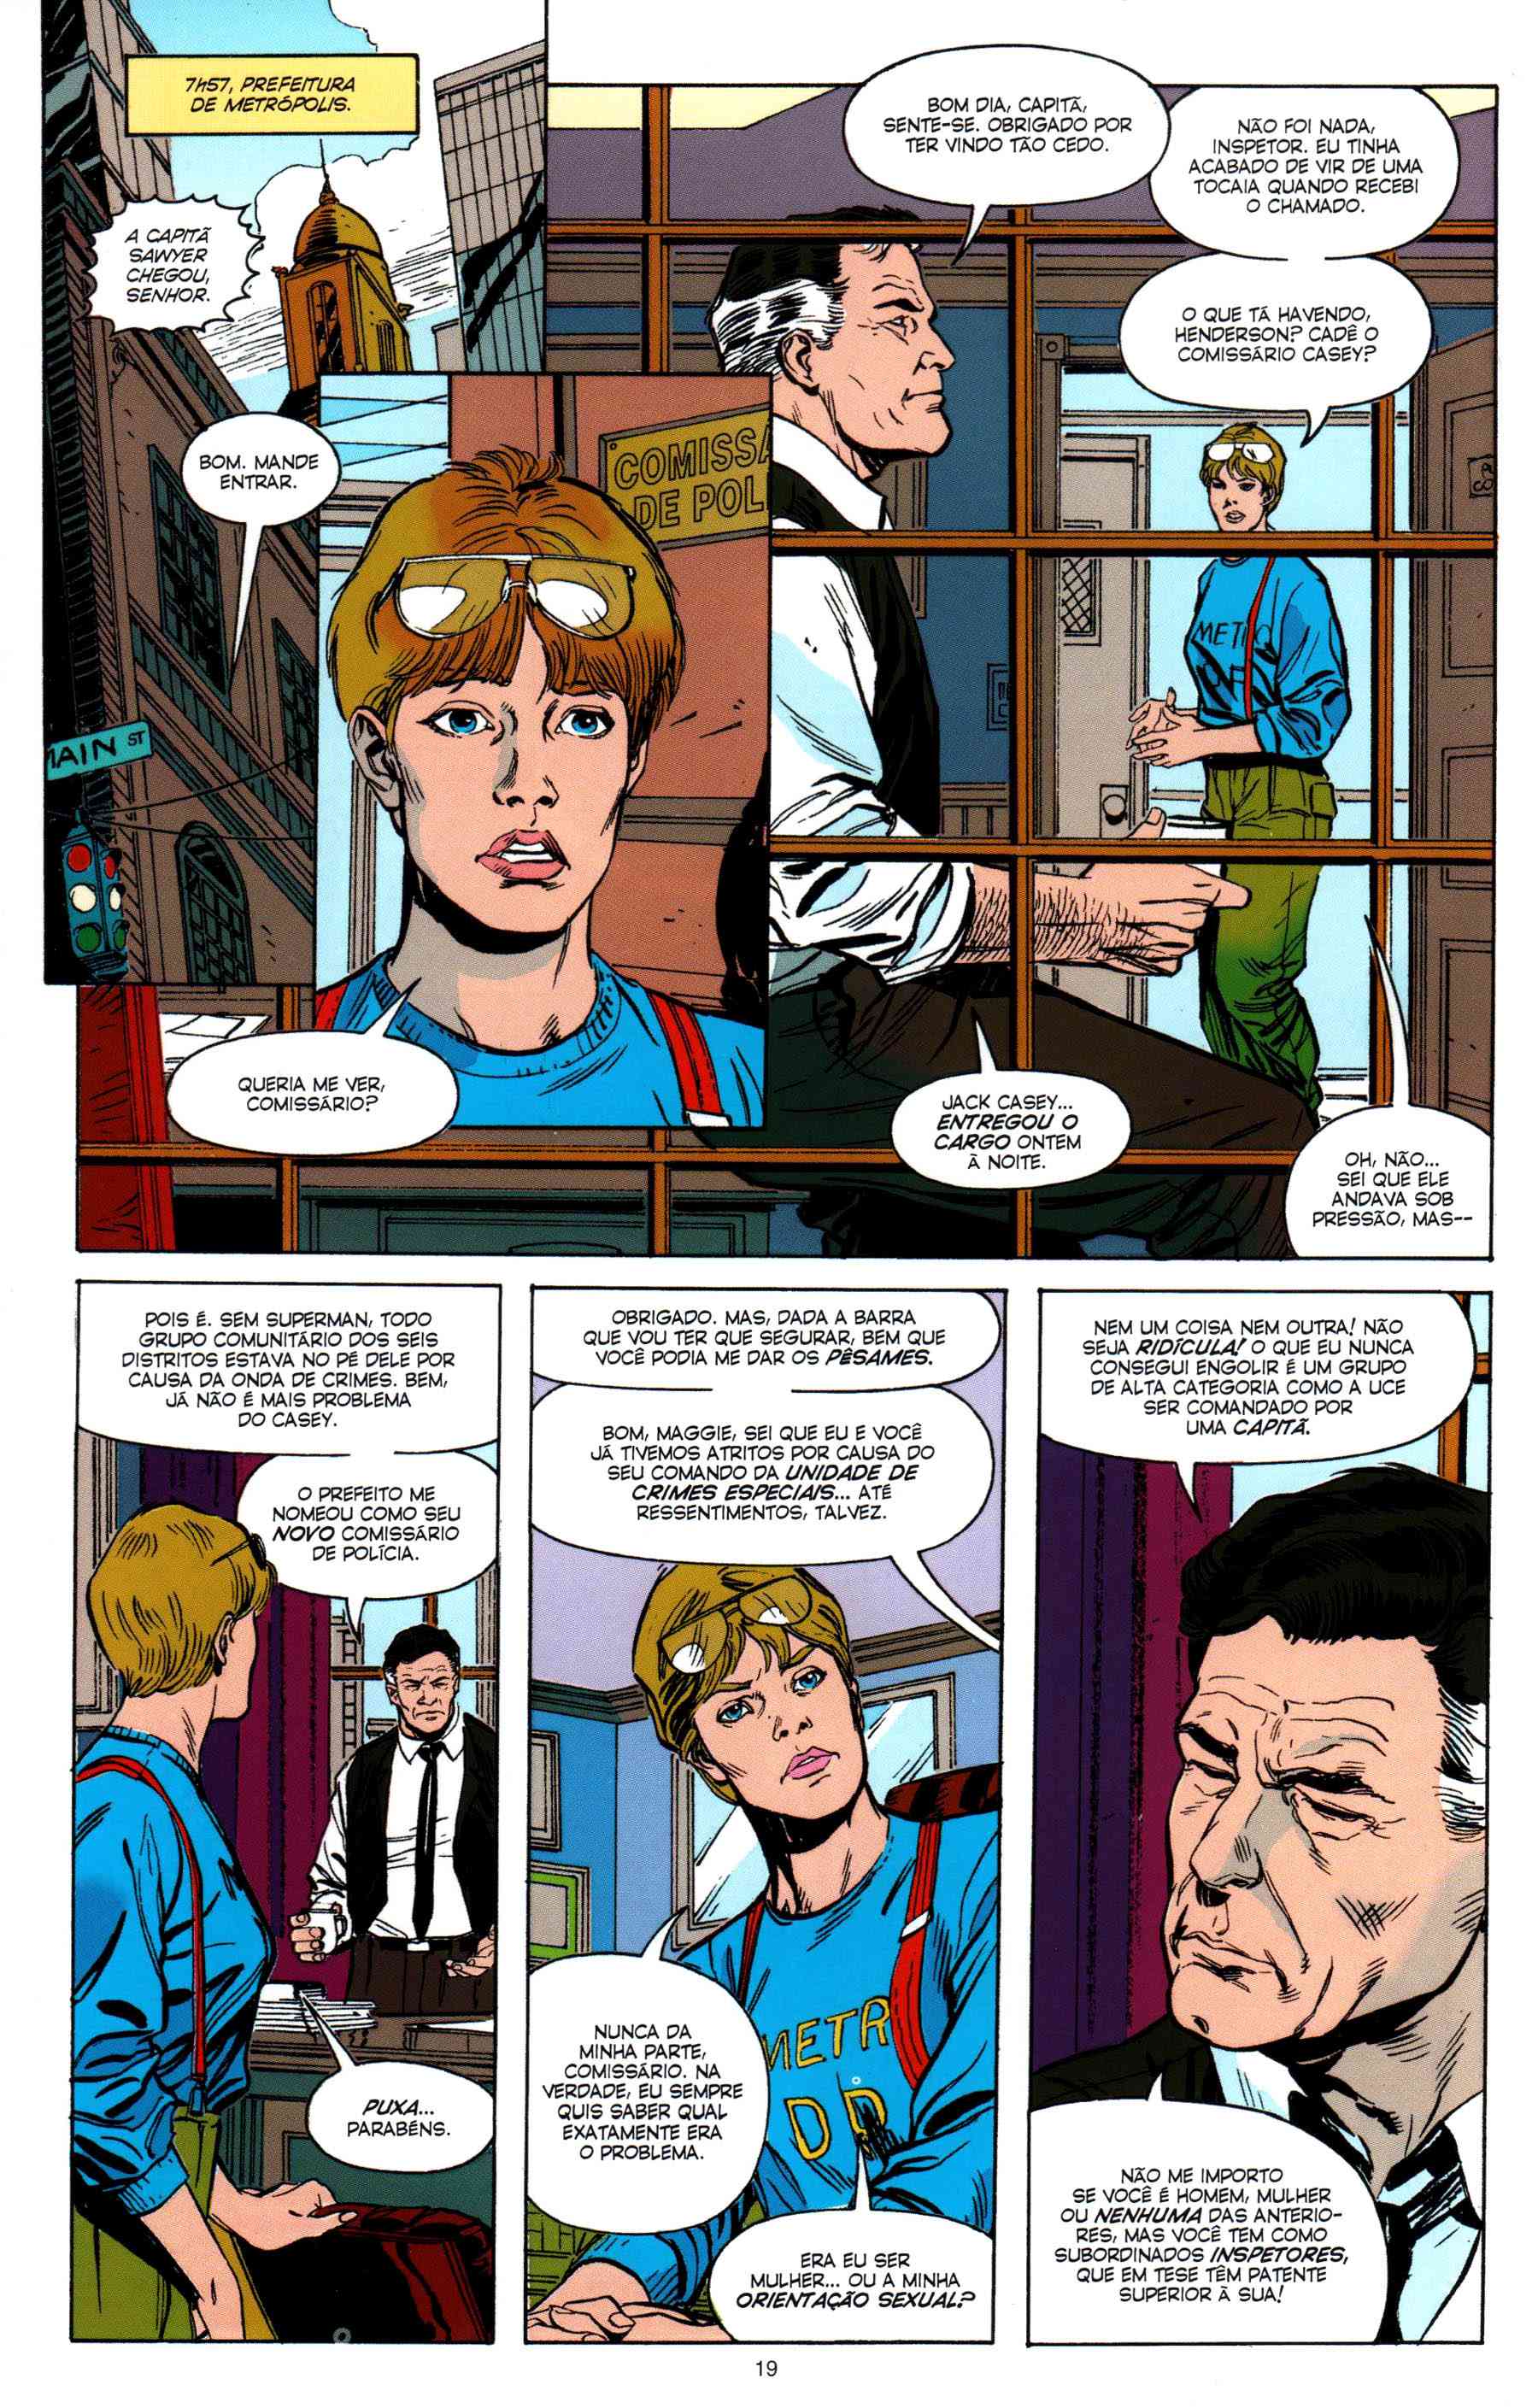 7h57, PREFEITURA
DE METRÓPOLIS.
A CAPITÃ
SAWYER
CHEGOU,
SENHOR.
BOM. MANDE
ENTRAR.
MAIN ST
COMISSA
DE POL
QUERIA ME VER,
COMISSÁRIO?
BOM DIA, CAPITÃ,
SENTE-SE. OBRIGADO POR
TER VINDO TÃO CEDO.
NÃO FOI NADA,
INSPETOR. EU TINHA
ACABADO DE VIR DE UMA
TOCAIA QUANDO RECEBI
O CHAMADO.
O QUE TÁ HAVENDO,
HENDERSON? CADÊ O
COMISSÁRIO CASEY?
JACK CASEY...
ENTREGOU O
CARGO ONTEM
À NOITE.
OH, NÃO...
SEI QUE ELE
ANDAVA SOB
PRESSÃO, MAS--
POIS É. SEM SUPERMAN, TODO
GRUPO COMUNITÁRIO DOS SEIS
DISTRITOS ESTAVA NO PÉ DELE POR
CAUSA DA ONDA DE CRIMES. BEM,
JÁ NÃO É MAIS PROBLEMA
DO CASEY.
O PREFEITO ME
NOMEOU COMO SEU
NOVO COMISSÁRIO
DE POLÍCIA.
PUXA...
PARABÉNS.
OBRIGADO. MAS, DADA A BARRA
QUE VOU TER QUE SEGURAR, BEM QUE
VOCÊ PODIA ME DAR OS PÊSAMES.
BOM, MAGGIE, SEI QUE EU E VOCÊ
JÁ TIVEMOS ATRITOS POR CAUSA DO
SEU COMANDO DA UNIDADE DE
CRIMES ESPECIAIS... ATÉ
RESSENTIMENTOS, TALVEZ.
NUNCA DA
MINHA PARTE,
COMISSÁRIO. NA
VERDADE, EU SEMPRE
QUIS SABER QUAL
EXATAMENTE ERA
O PROBLEMA.
METR
ERA EU SER
MULHER... OU A MINHA
ORIENTAÇÃO SEXUAL?
NEM UM COISA NEM OUTRA! NÃO
SEJA RIDÍCULA! O QUE EU NUNCA
CONSEGUI ENGOLIR É UM GRUPO
DE ALTA CATEGORIA COMO A UCE
SER COMANDADO POR
UMA CAPITÃ.
NÃO ME IMPORTO
SE VOCÊ É HOMEM, MULHER
OU NENHUMA DAS ANTERIO-
RES, MAS VOCÊ TEM COMO
SUBORDINADOS INSPETORES,
QUE EM TESE TÊM PATENTE
SUPERIOR À SUA!
19